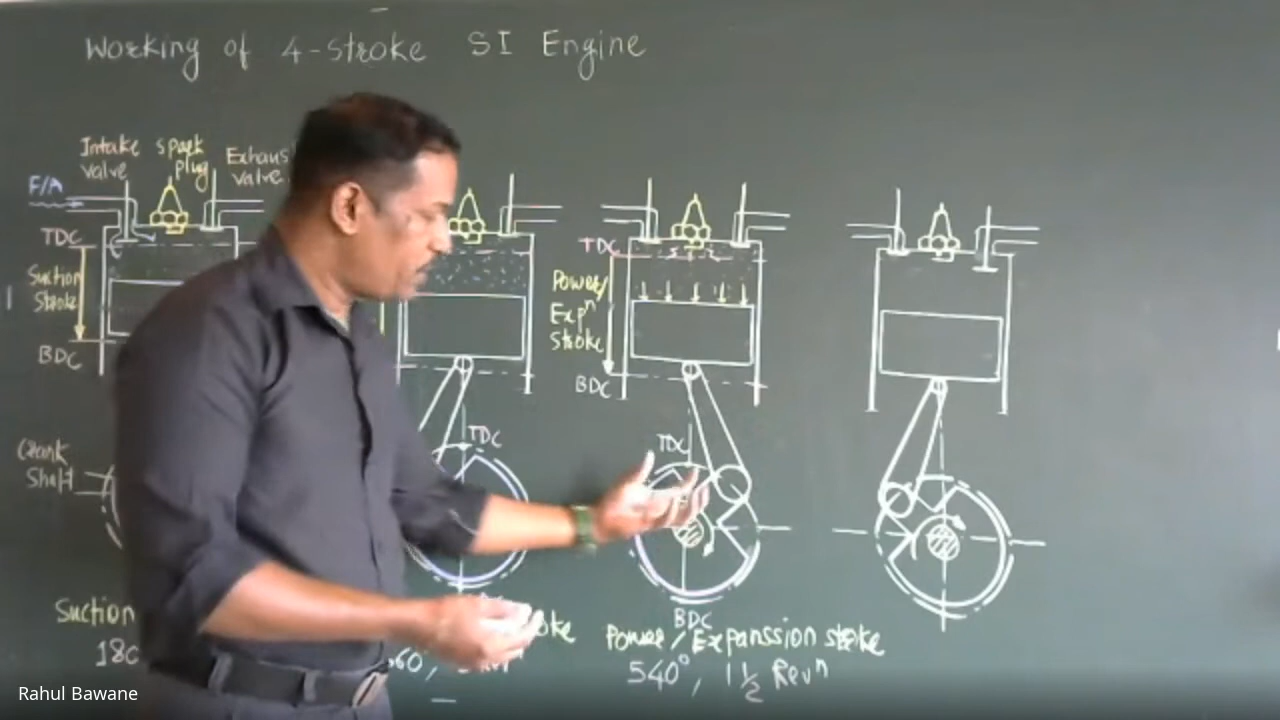 Working of 4-stroke SI Engine
Intake valve
spark plug
Exhaus
valve
F/A
TDC
Suction
Stroke
BDC
Crank
Shaft
Suction
TDC
TDC
Power/
Expⁿ
stroke
BDC
TDC
BDC
Power/Expanssion stroke
540°, 1½ Revⁿ
Rahul Bawane